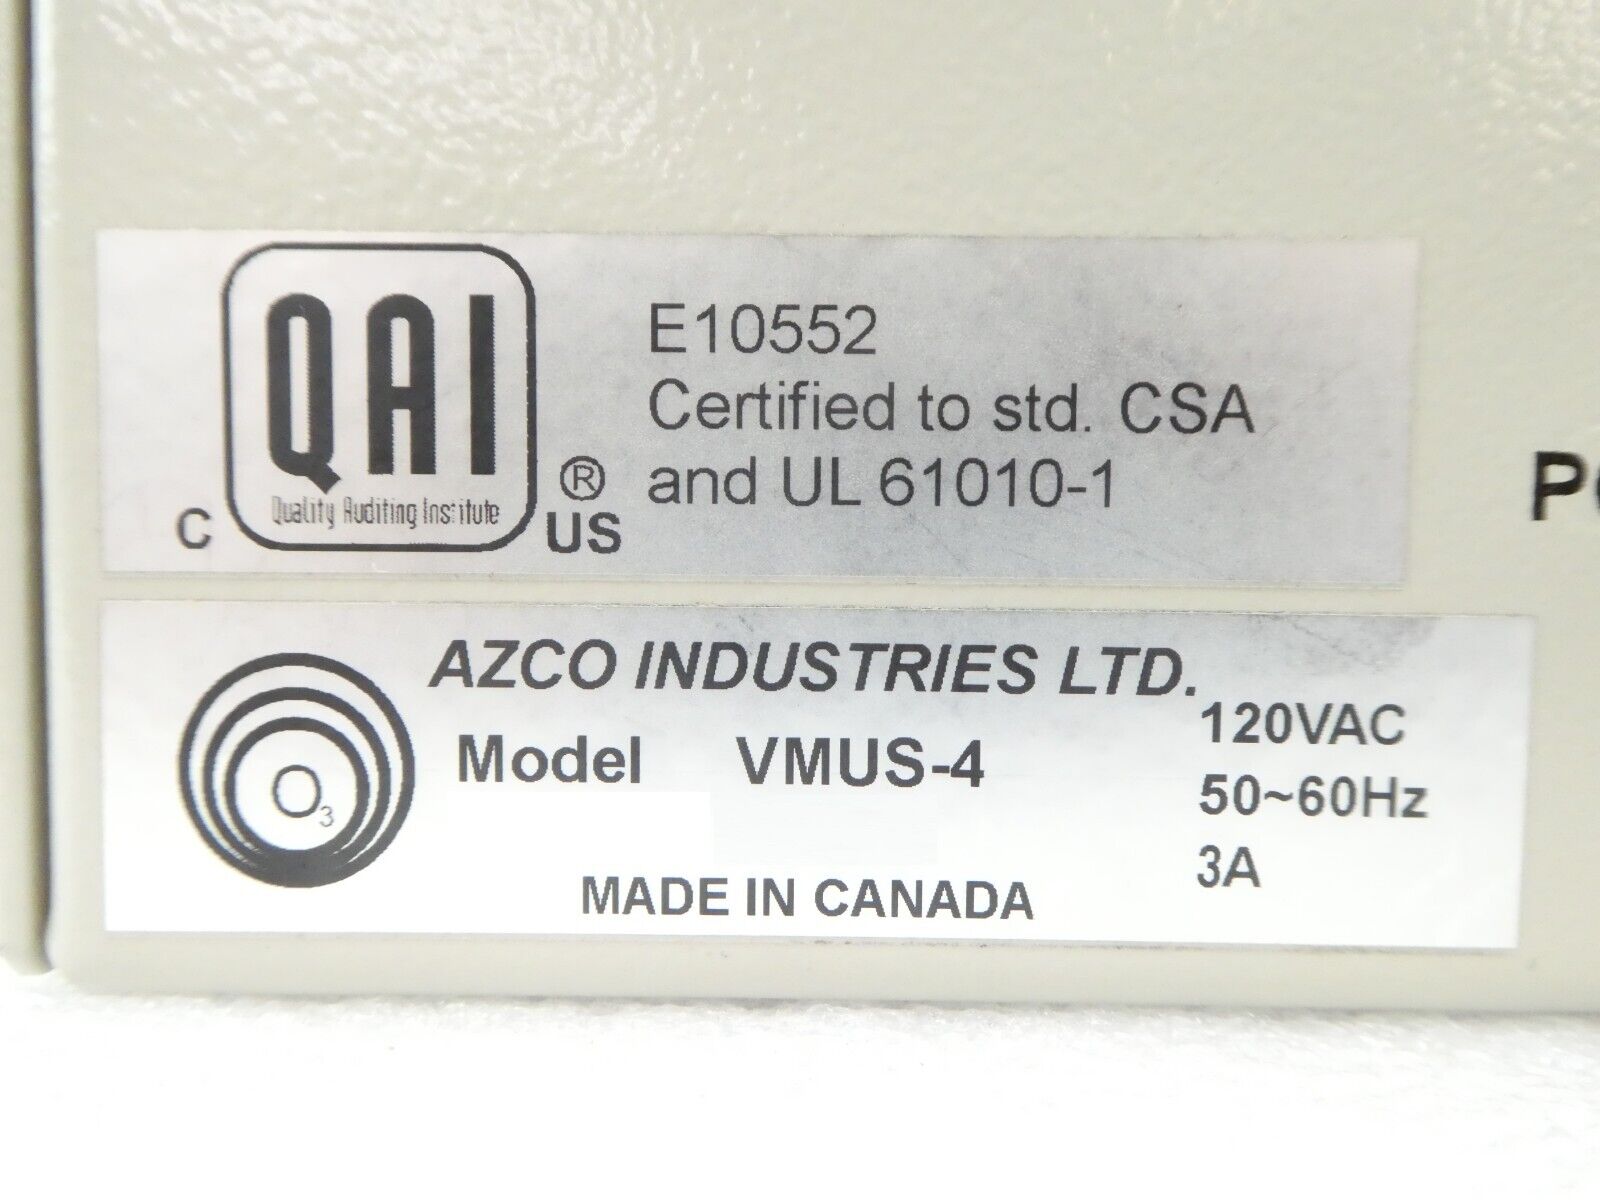 QAI
Quality Auditing Institute
C
®
US
E10552
Certified to std. CSA
and UL 61010-1
AZCO INDUSTRIES LTD.
Model VMUS-4
120VAC
50~60Hz
3A
O3
MADE IN CANADA